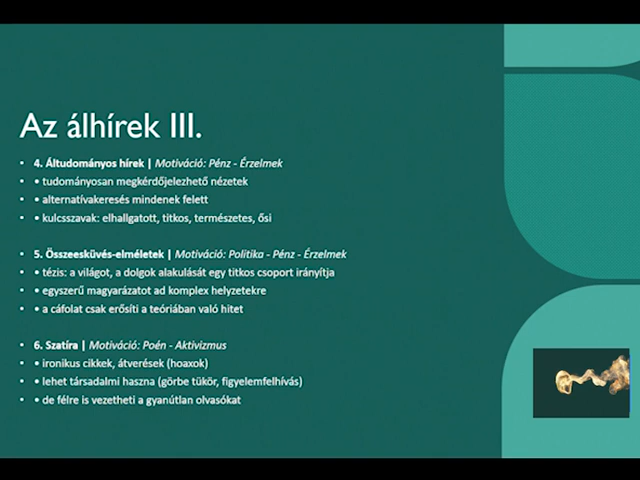 Az álhírek III.
• 4. Áltudományos hírek | Motiváció: Pénz - Érzelmek
• • tudományosan megkérdőjelezhető nézetek
• • alternatívakeresés mindenek felett
• • kulcsszavak: elhallgatott, titkos, természetes, ősi
• 5. Összeesküvés-elméletek | Motiváció: Politika - Pénz - Érzelmek
• • tézis: a világot, a dolgok alakulását egy titkos csoport irányítja
• • egyszerű magyarázatot ad komplex helyzetekre
• • a cáfolat csak erősíti a teóriában való hitet
• 6. Szatíra | Motiváció: Poén - Aktivizmus
• • ironikus cikkek, átverések (hoaxok)
• • lehet társadalmi haszna (görbe tükör, figyelemfelhívás)
• • de félre is vezetheti a gyanútlan olvasókat